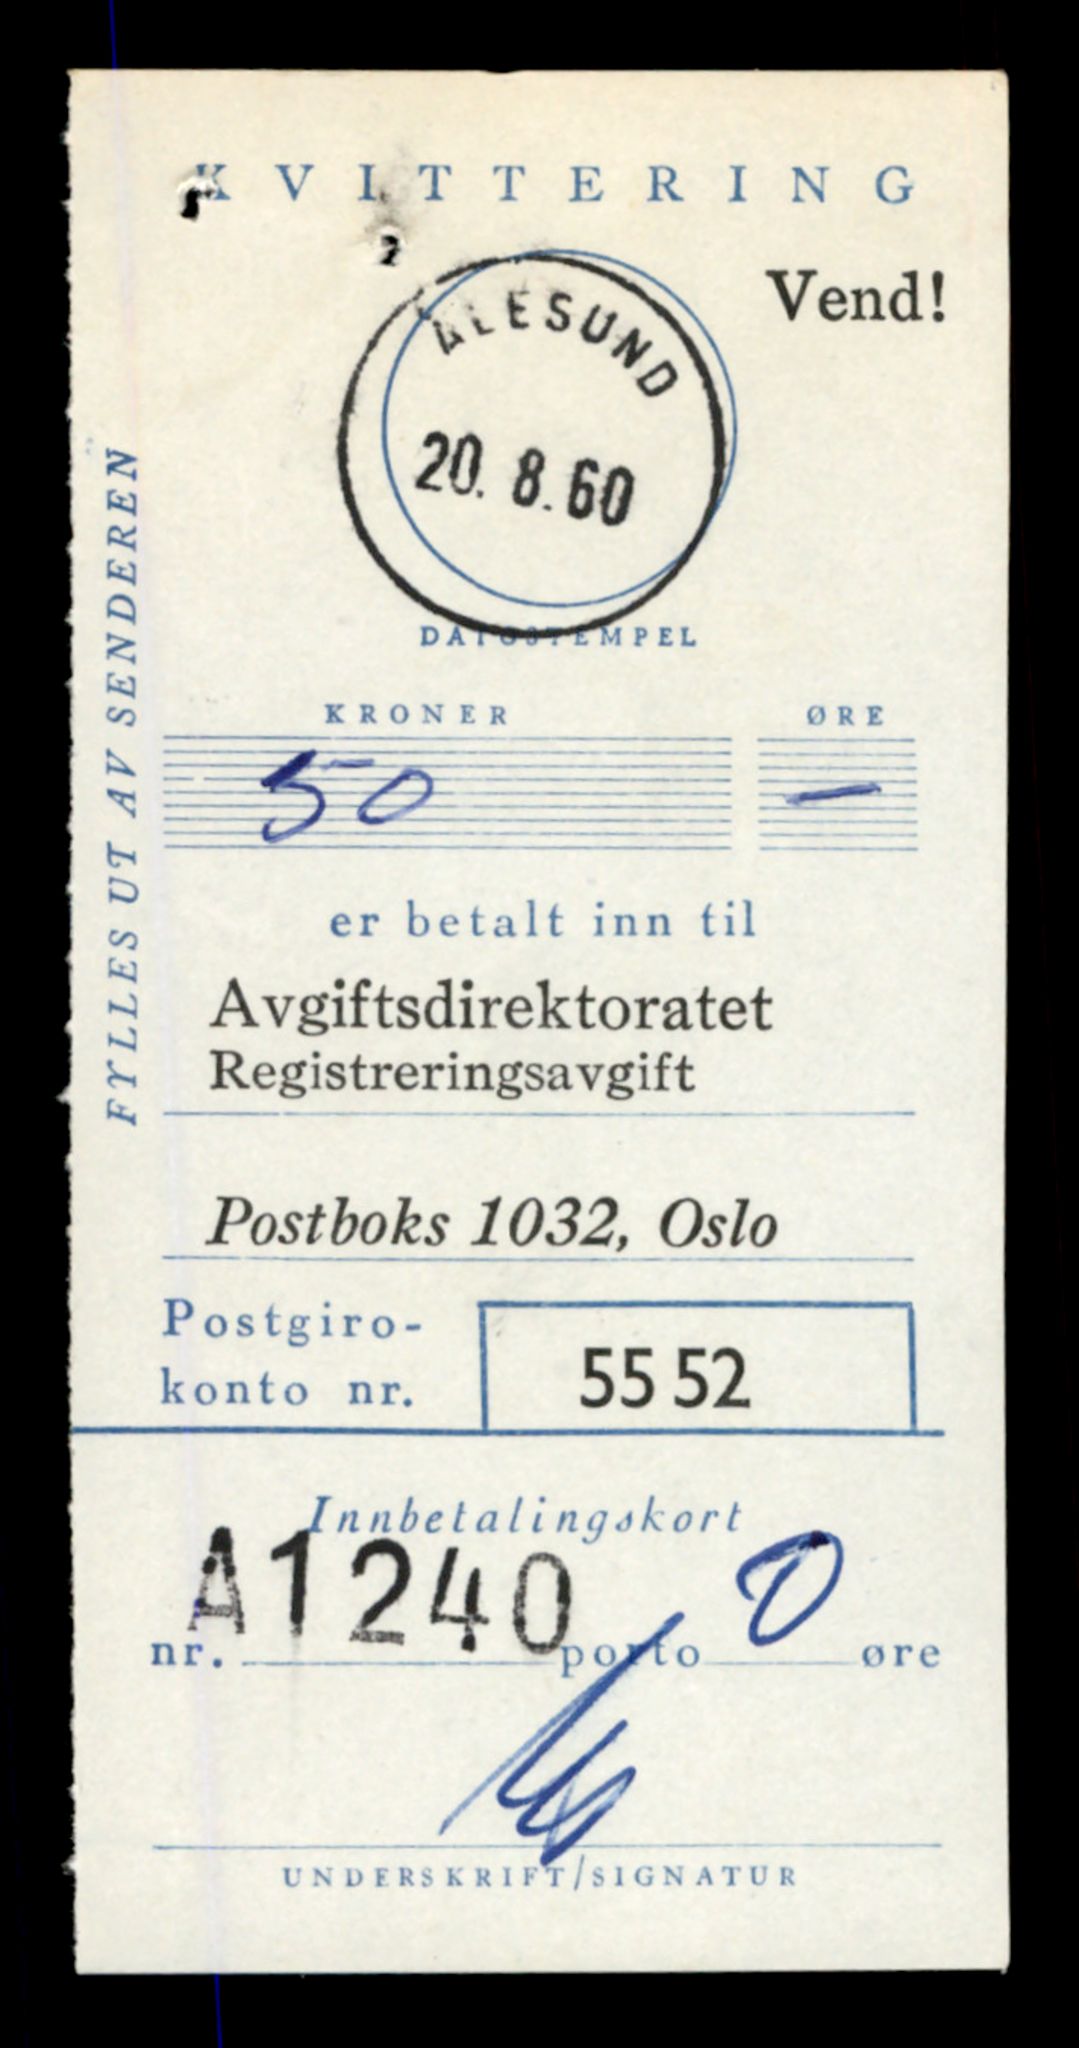 KVITTERING
Vend!
ÅLESUND
20. 8. 60
DATOSTEMPEL
FYLLES UT AV SENDEREN
KRONER ØRE
50 —
er betalt inn til
Avgiftsdirektoratet
Registreringsavgift
Postboks 1032, Oslo
Postgiro-
konto nr. 55 52
Innbetalingskort
nr. A1240 porto 0 øre
UNDERSKRIFT/SIGNATUR